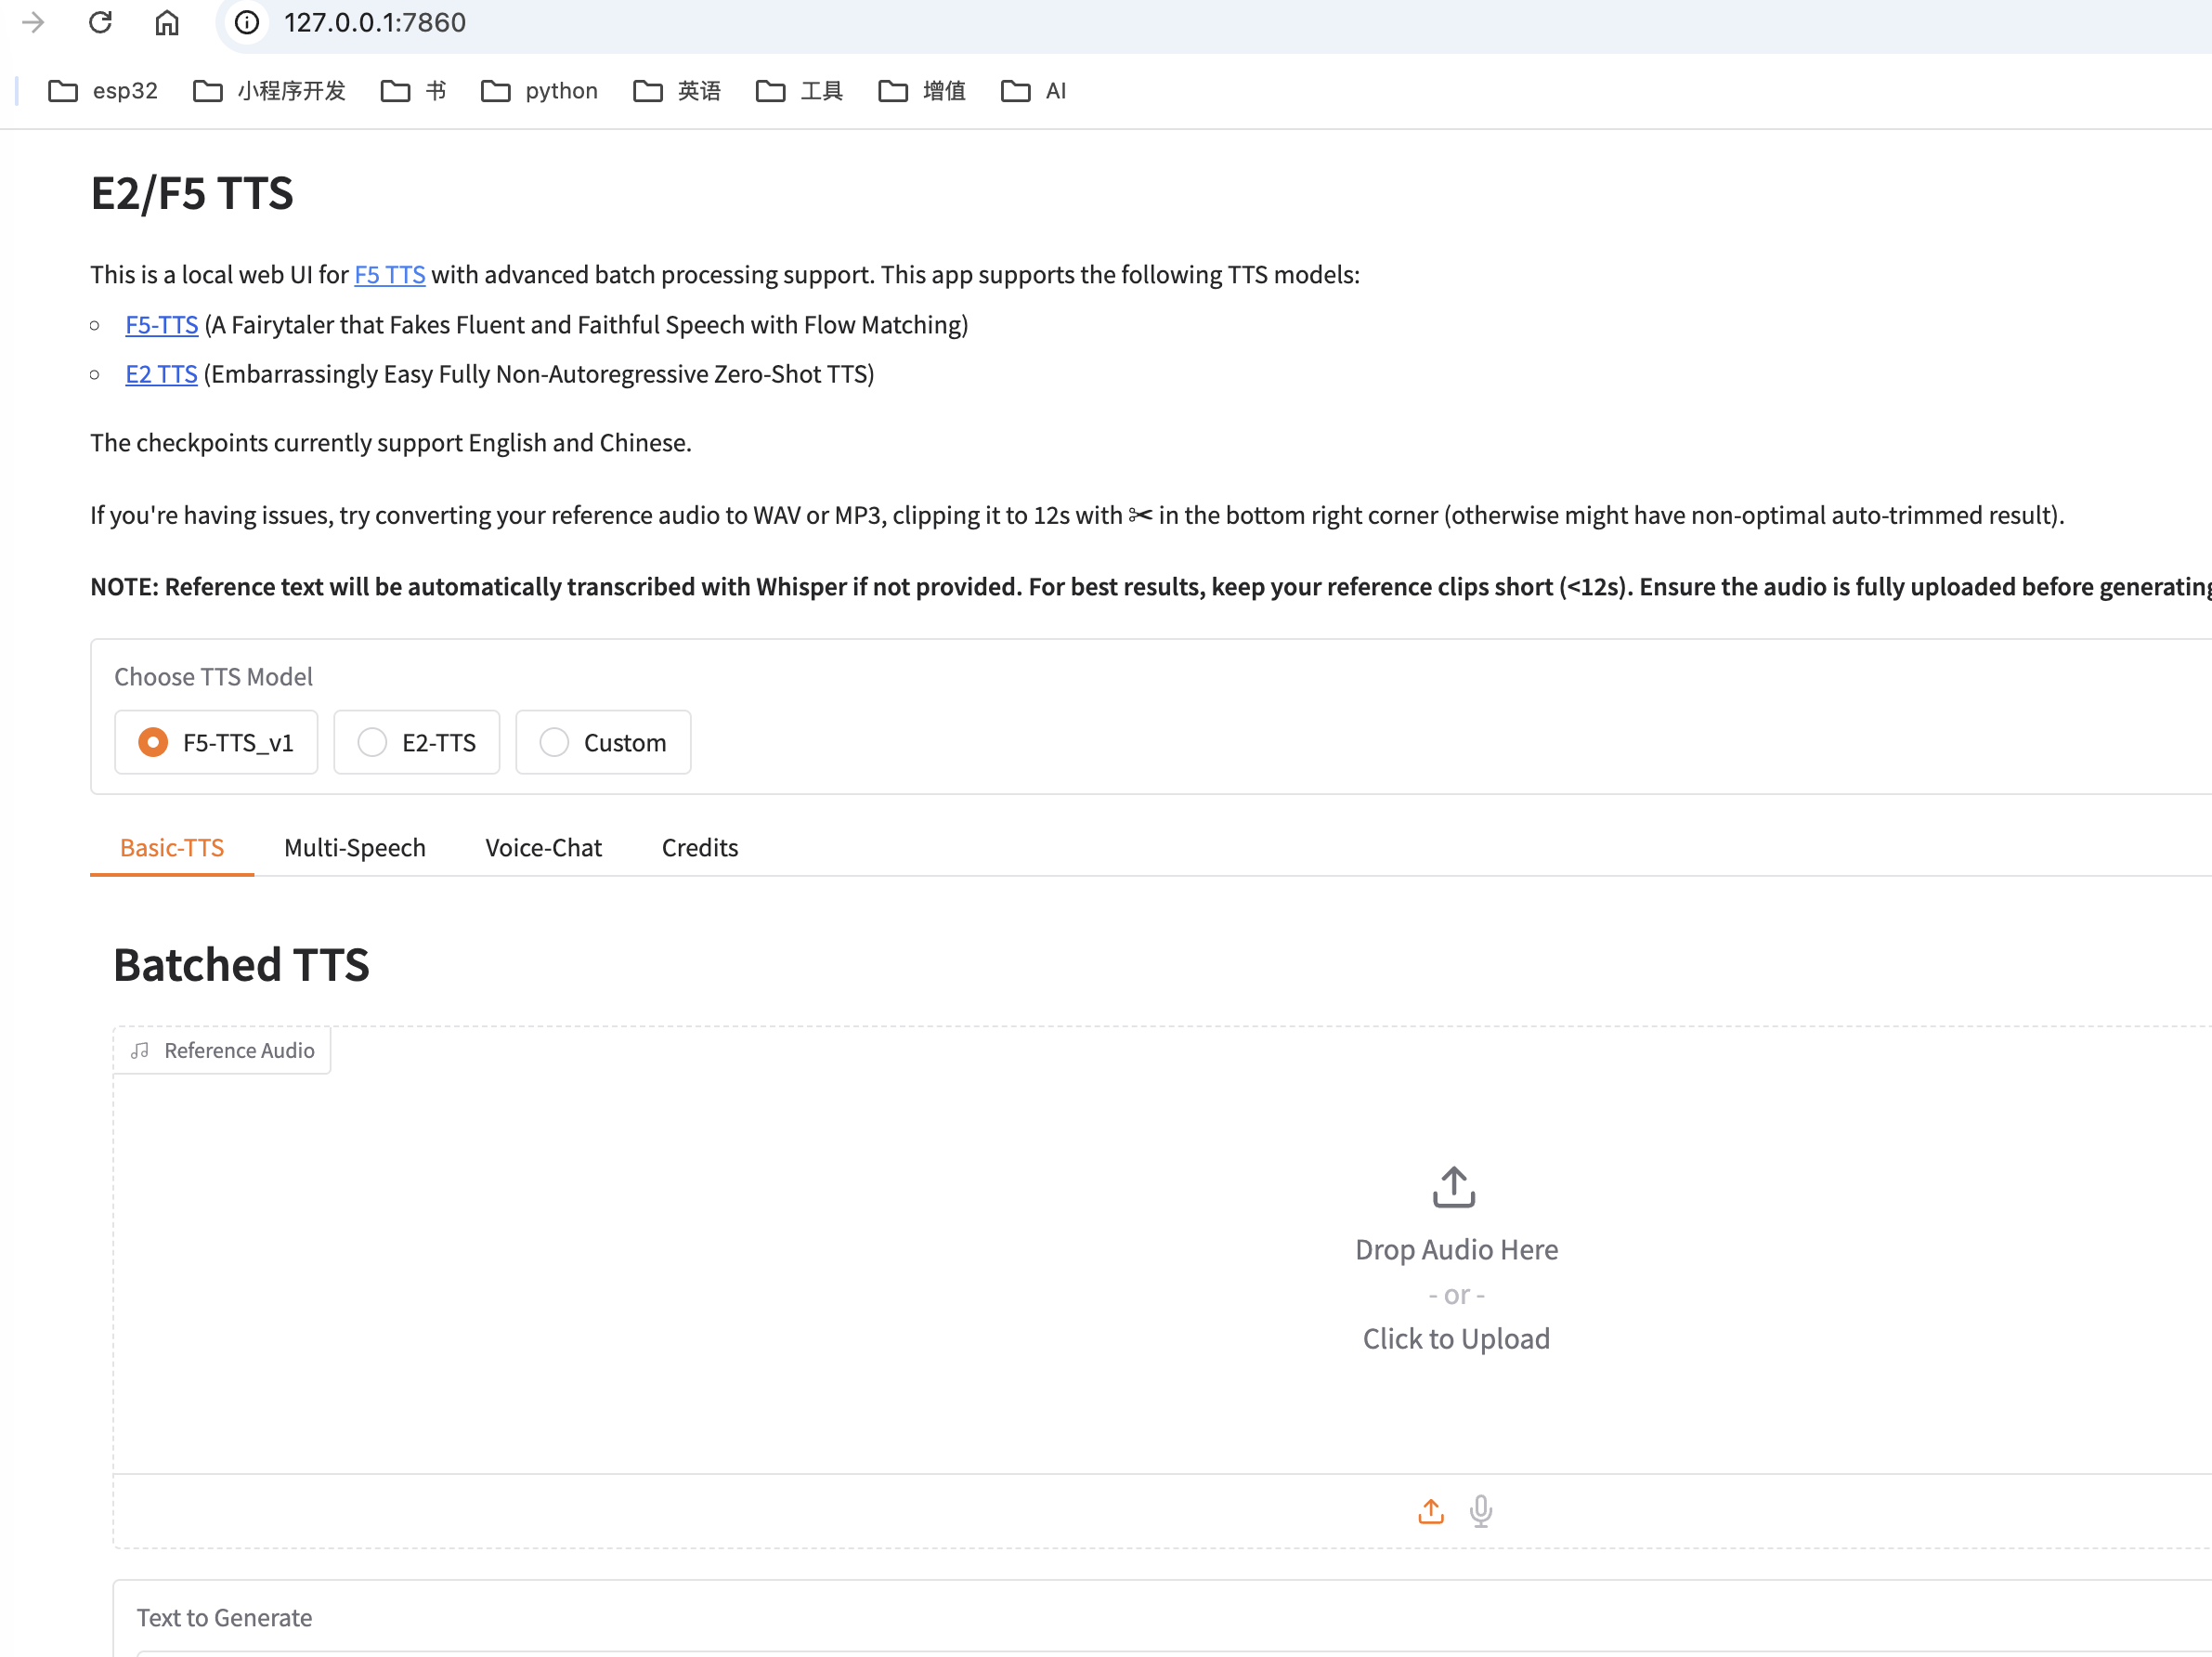 127.0.0.1:7860
esp32 小程序开发 书 python 英语 工具 增值 AI
E2/F5 TTS
This is a local web UI for F5 TTS with advanced batch processing support. This app supports the following TTS models:
F5-TTS (A Fairytaler that Fakes Fluent and Faithful Speech with Flow Matching)
E2 TTS (Embarrassingly Easy Fully Non-Autoregressive Zero-Shot TTS)
The checkpoints currently support English and Chinese.
If you're having issues, try converting your reference audio to WAV or MP3, clipping it to 12s with ✂ in the bottom right corner (otherwise might have non-optimal auto-trimmed result).
NOTE: Reference text will be automatically transcribed with Whisper if not provided. For best results, keep your reference clips short (<12s). Ensure the audio is fully uploaded before generating
Choose TTS Model
F5-TTS_v1 E2-TTS Custom
Basic-TTS Multi-Speech Voice-Chat Credits
Batched TTS
Reference Audio
Drop Audio Here
- or -
Click to Upload
Text to Generate